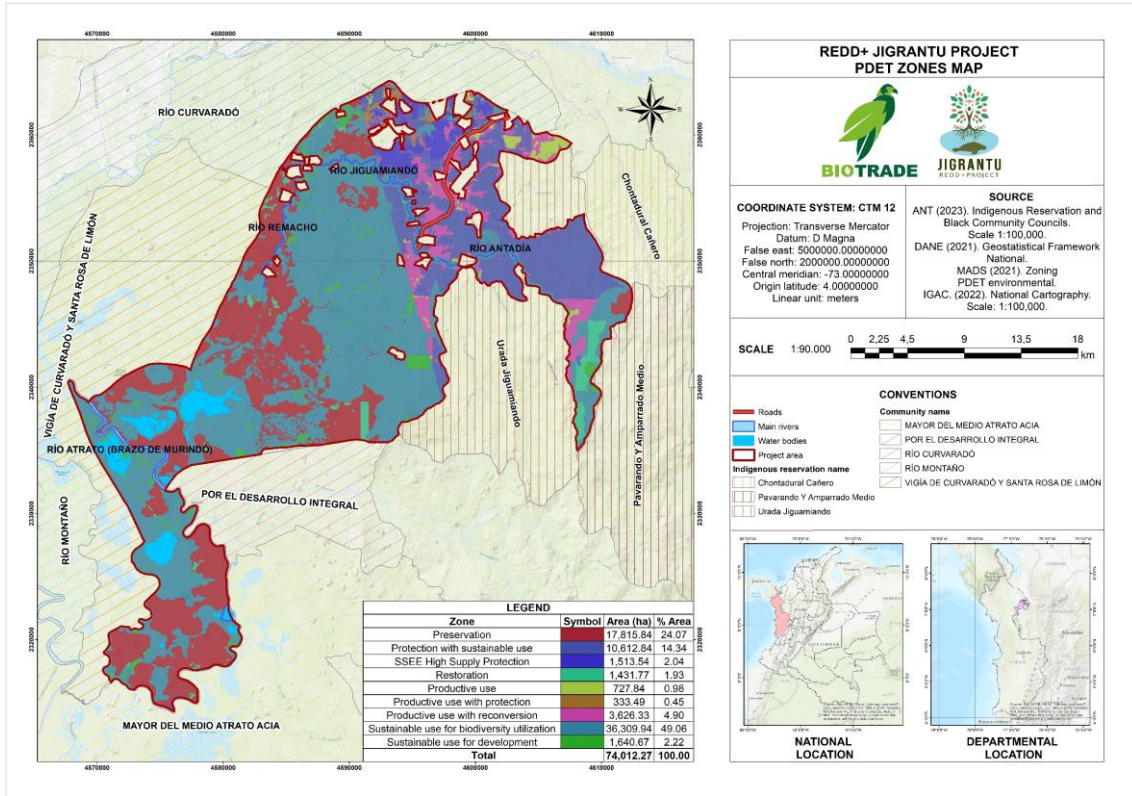 4670000 4680000 4690000 4600000 4610000
2360000
2350000
2340000
2330000
2320000
RÍO CURVARADÓ
RÍO JIGUAMIANDÓ
RÍO REMACHO
RÍO ANTADÍA
Chontadural Cañero
VIGÍA DE CURVARADÓ Y SANTA ROSA DE LIMÓN
Urada Jiguamiando
Pavarando Y Amparrado Medio
RÍO ATRATO (BRAZO DE MURINDÓ)
POR EL DESARROLLO INTEGRAL
RÍO MONTAÑO
MAYOR DEL MEDIO ATRATO ACIA
N
E
S
LEGEND
Zone Symbol Area (ha) % Area
Preservation 17,815.84 24.07
Protection with sustainable use 10,612.84 14.34
SSEE High Supply Protection 1,513.54 2.04
Restoration 1,431.77 1.93
Productive use 727.84 0.98
Productive use with protection 333.49 0.45
Productive use with reconversion 3,626.33 4.90
Sustainable use for biodiversity utilization 36,309.94 49.06
Sustainable use for development 1,640.67 2.22
Total 74,012.27 100.00
4670000 4680000 4690000 4600000 4610000
REDD+ JIGRANTU PROJECT
PDET ZONES MAP
BIOTRADE
JIGRANTU
REDD+PROJECT
COORDINATE SYSTEM: CTM 12
Projection: Transverse Mercator
Datum: D Magna
False east: 5000000.00000000
False north: 2000000.00000000
Central meridian: -73.00000000
Origin latitude: 4.00000000
Linear unit: meters
SOURCE
ANT (2023). Indigenous Reservation and
Black Community Councils.
Scale 1:100,000.
DANE (2021). Geostatistical Framework
National.
MADS (2021). Zoning
PDET environmental.
IGAC. (2022). National Cartography.
Scale: 1:100,000.
SCALE 1:90.000
0 2,25 4,5 9 13,5 18
km
CONVENTIONS
Roads
Main rivers
Water bodies
Project area
Indigenous reservation name
Chontadural Cañero
Pavarando Y Amparrado Medio
Urada Jiguamiando
Community name
MAYOR DEL MEDIO ATRATO ACIA
POR EL DESARROLLO INTEGRAL
RÍO CURVARADÓ
RÍO MONTAÑO
VIGÍA DE CURVARADÓ Y SANTA ROSA DE LIMÓN
COLOMBIA
NATIONAL
LOCATION
DEPARTMENTAL
LOCATION